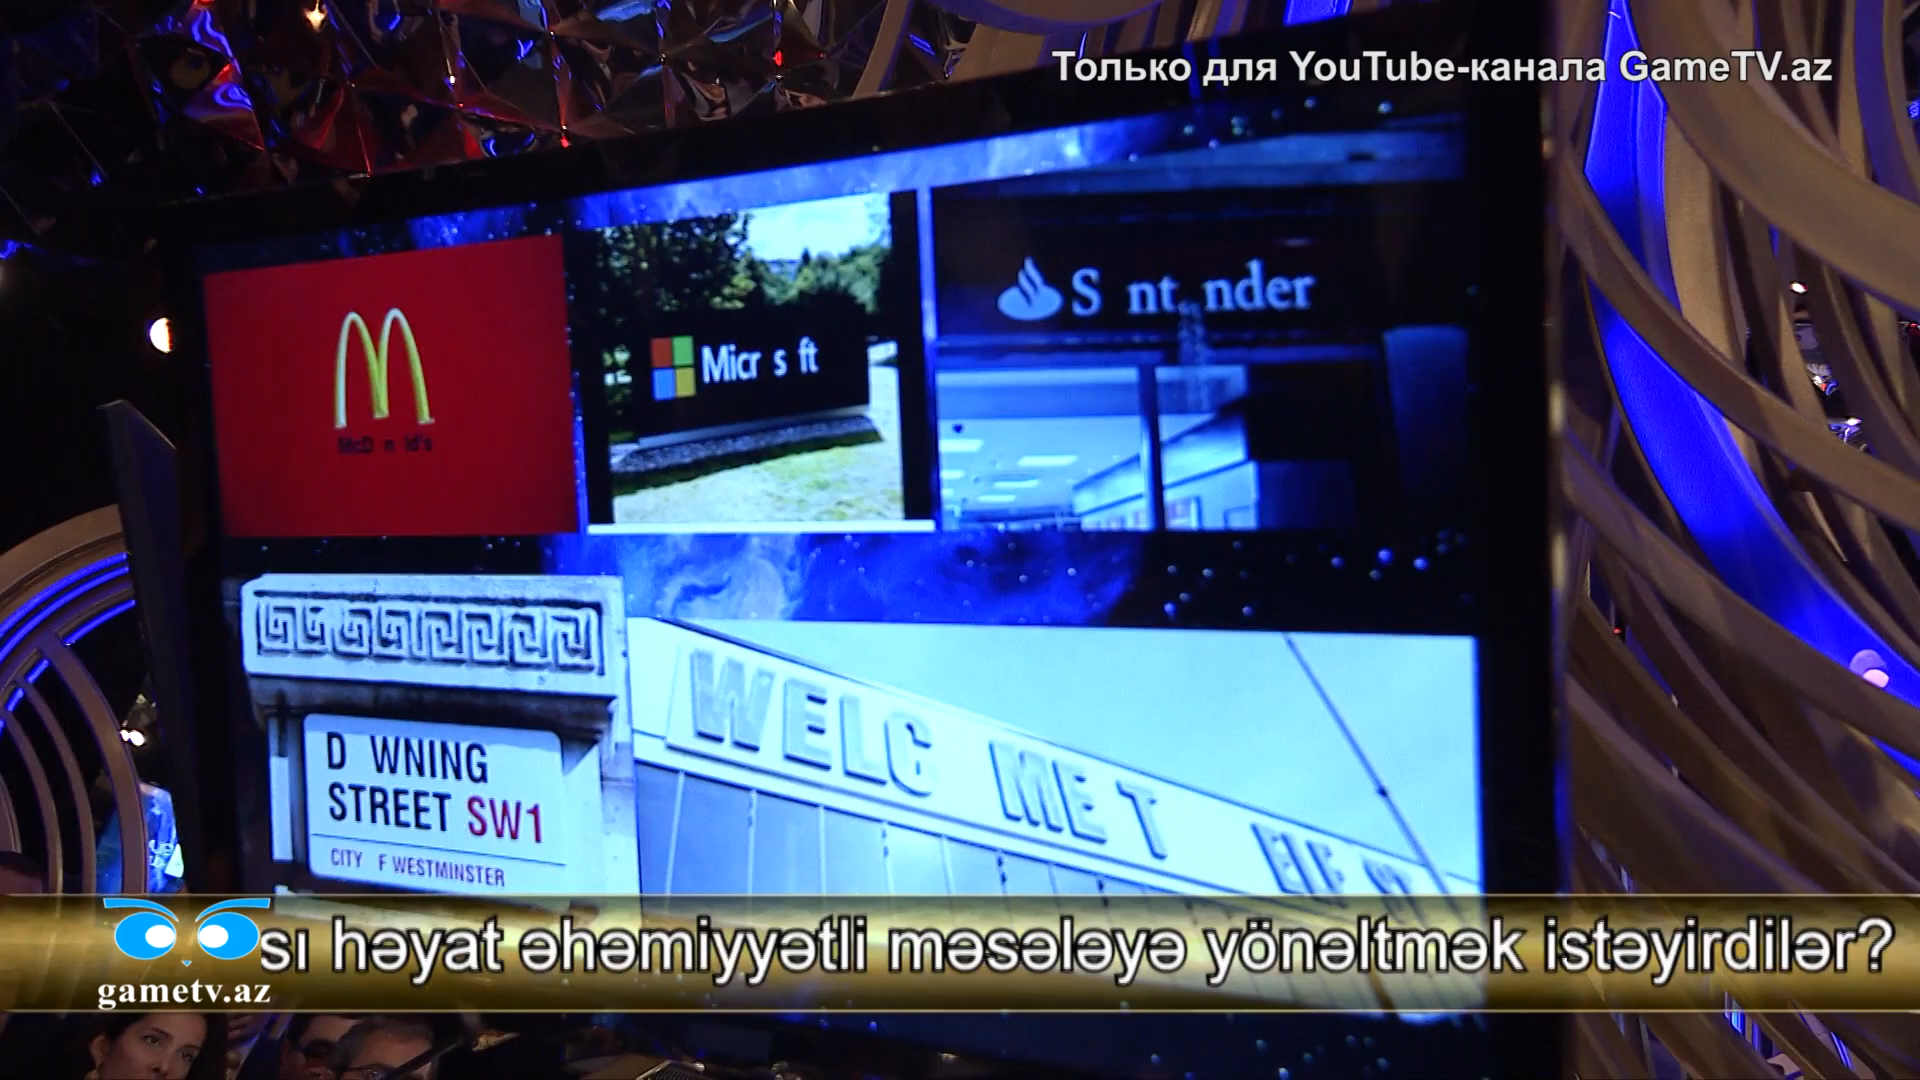 Только для YouTube-канала GameTV.az
McD n ld's
Micr s ft
S nt nder
D WNING
STREET SW1
CITY F WESTMINSTER
WELC ME T
sı həyat əhəmiyyətli məsələyə yönəltmək istəyirdilər?
gametv.az